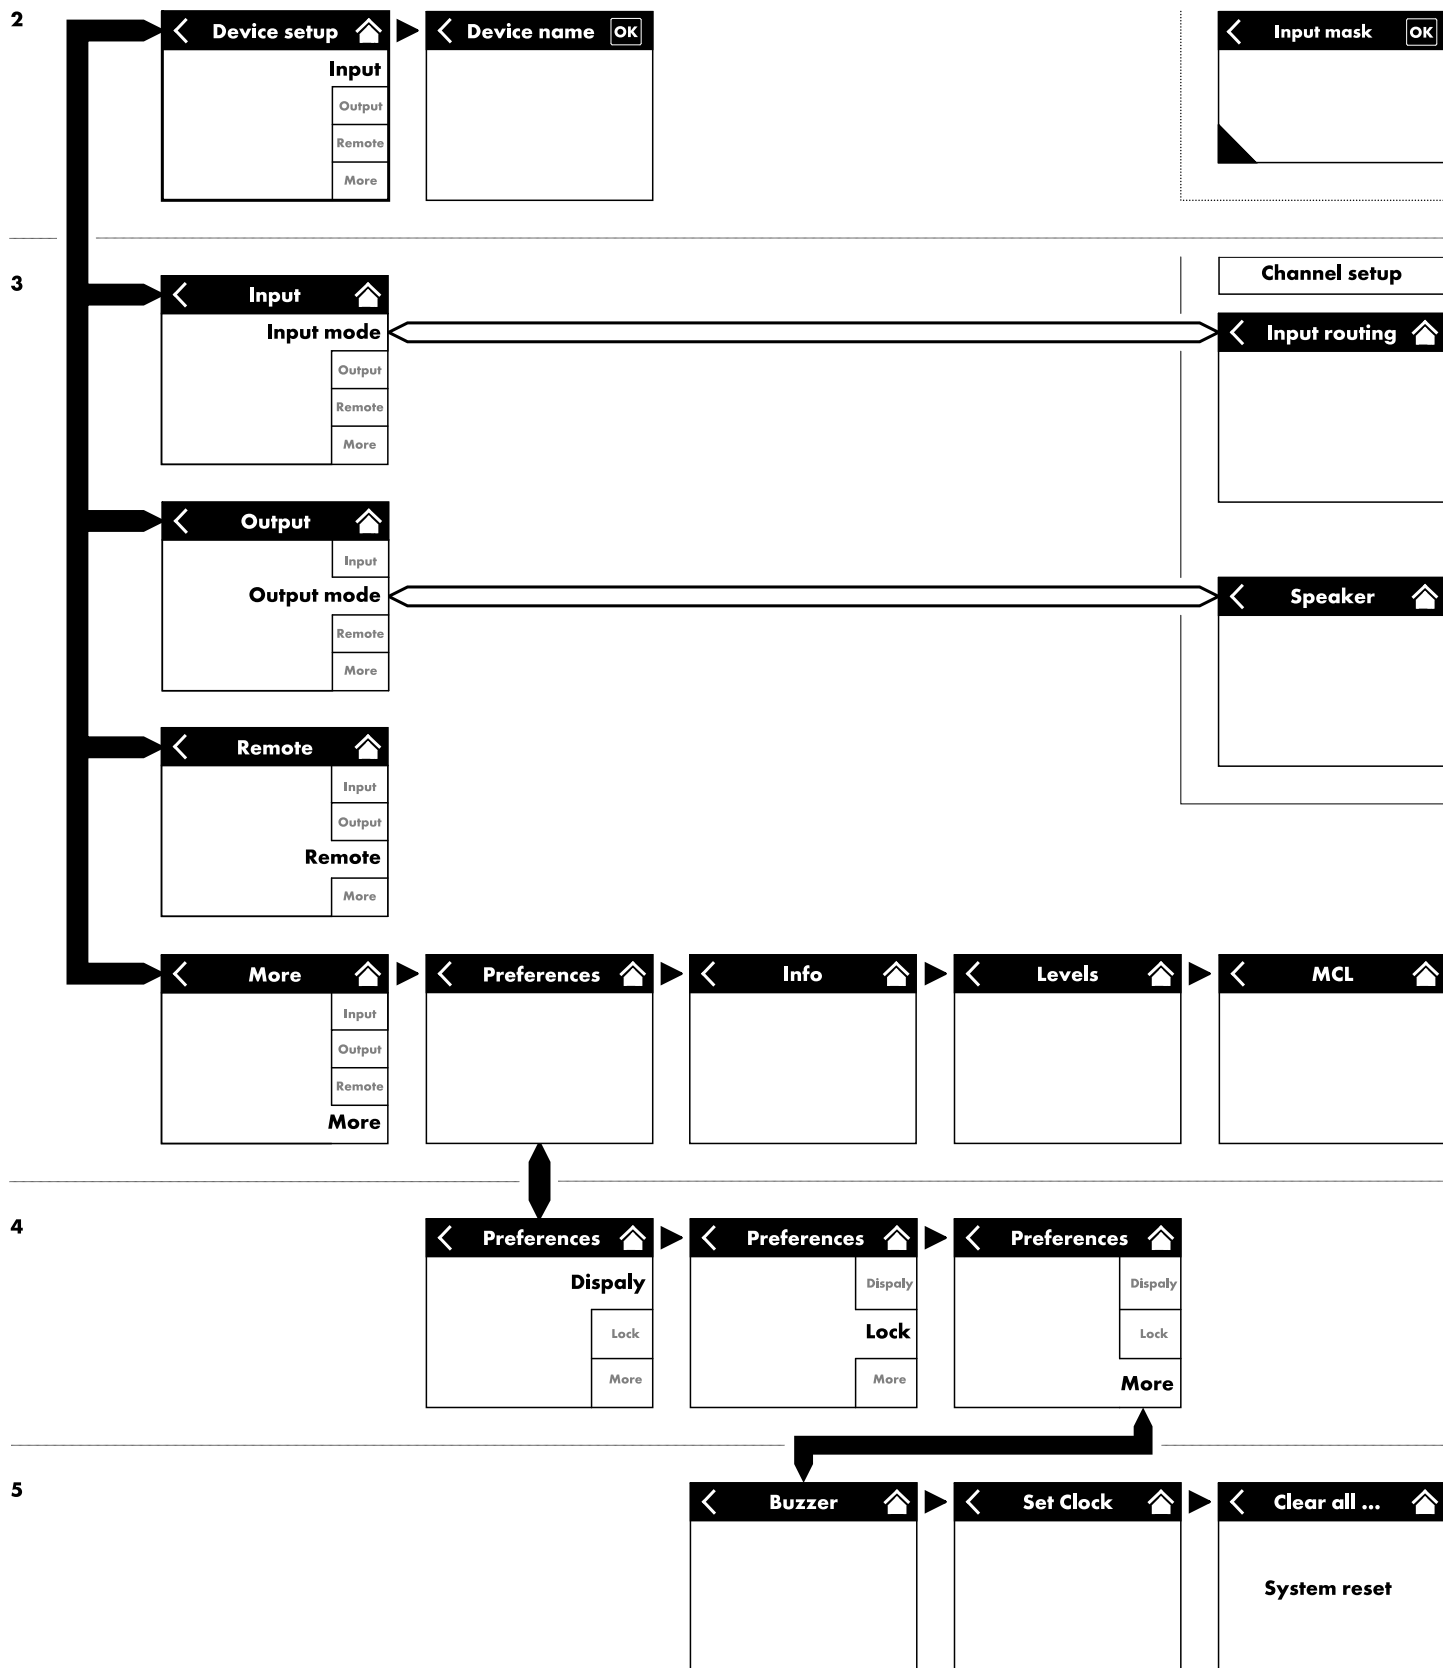 2
Device setup
Device name OK
Input mask OK
Input
Output
Remote
More
3
Channel setup
Input
Input routing
Input mode
Output
Remote
More
Output
Input
Output mode
Speaker
Remote
More
Remote
Input
Output
Remote
More
More
Preferences
Info
Levels
MCL
Input
Output
Remote
More
4
Preferences
Preferences
Preferences
Dispaly
Lock
More
Dispaly
Lock
More
Dispaly
Lock
More
5
Buzzer
Set Clock
Clear all ...
System reset